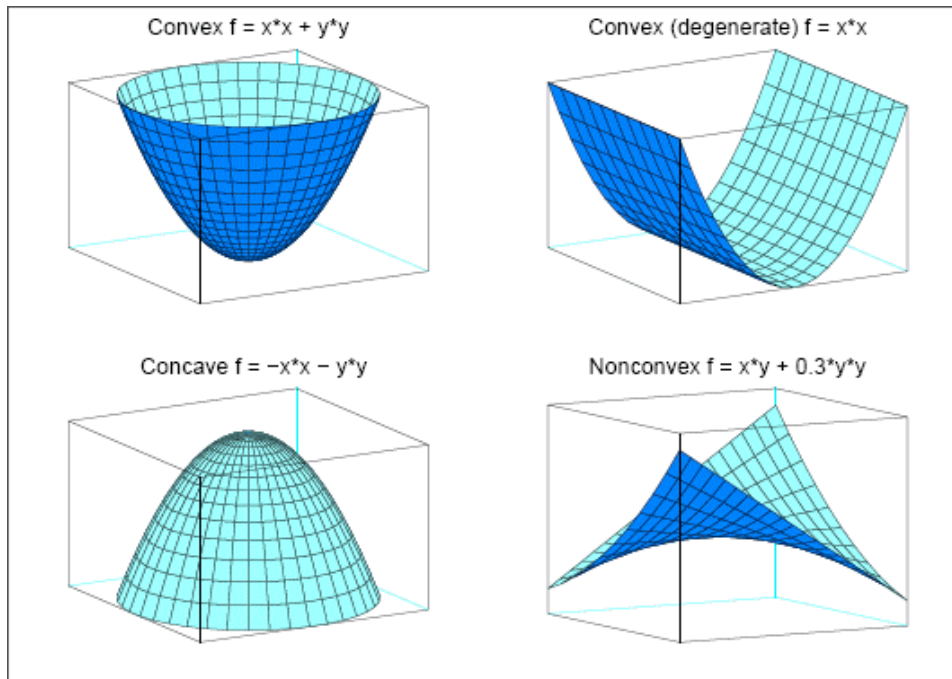 Convex f = x*x + y*y
Convex (degenerate) f = x*x
Concave f = −x*x − y*y
Nonconvex f = x*y + 0.3*y*y